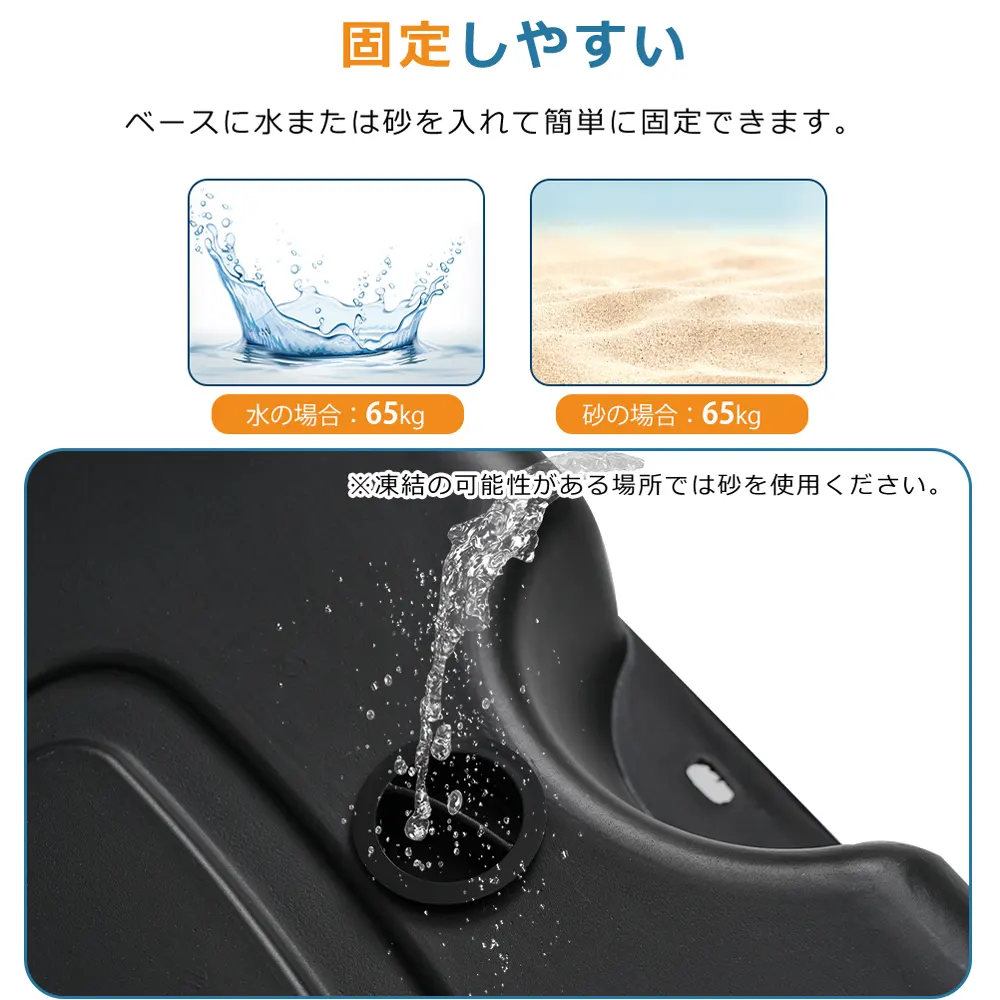 固定しやすい
ベースに水または砂を入れて簡単に固定できます。
水の場合：65kg
砂の場合：65kg
※凍結の可能性がある場所では砂を使用ください。